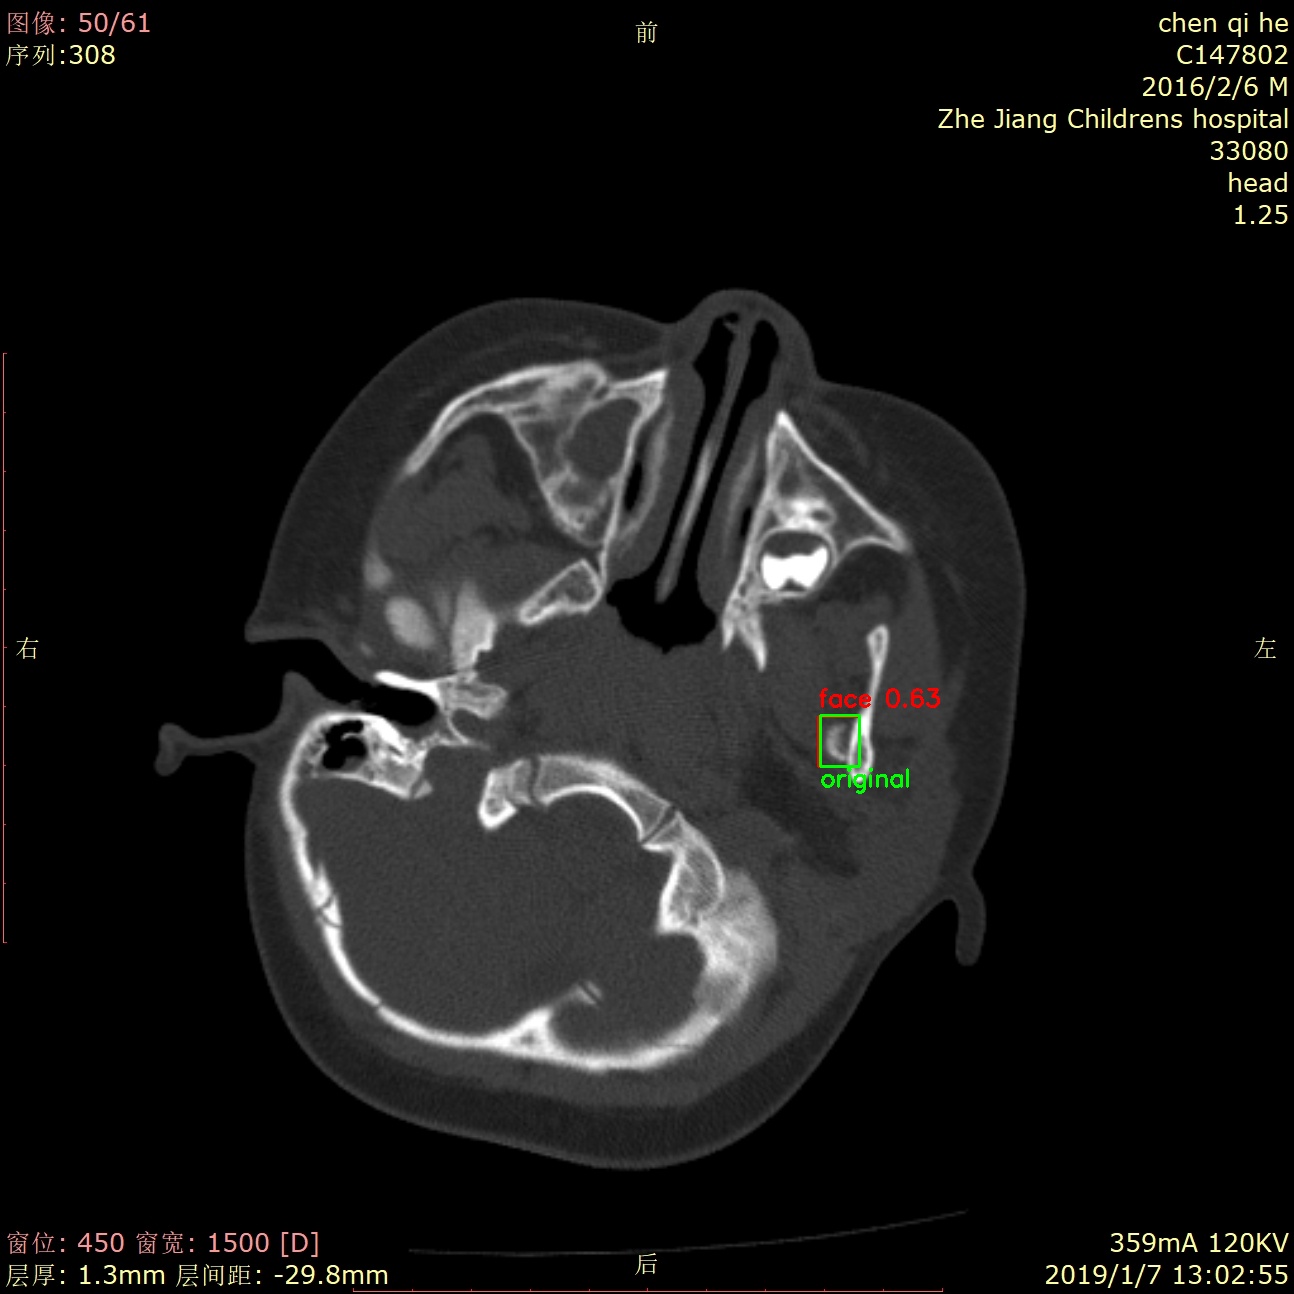 图像: 50/61
序列:308
前
chen qi he
C147802
2016/2/6 M
Zhe Jiang Childrens hospital
33080
head
1.25
右
左
face 0.63
original
窗位: 450 窗宽: 1500 [D]
层厚: 1.3mm 层间距: -29.8mm
后
359mA 120KV
2019/1/7 13:02:55